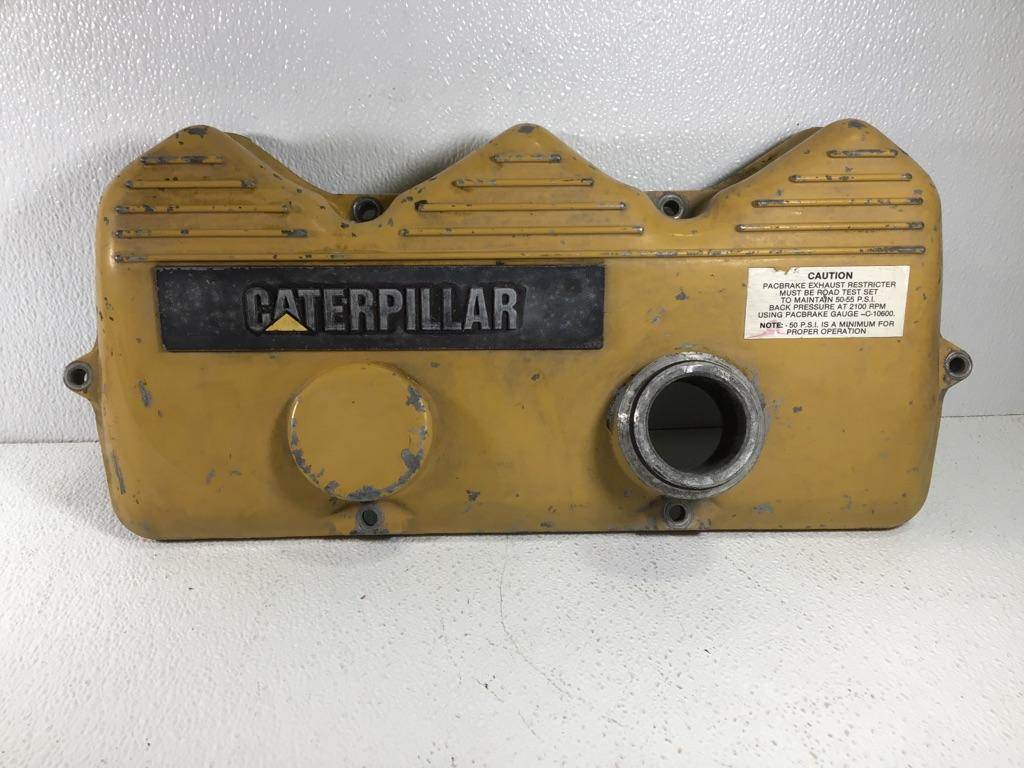 CATERPILLAR
CAUTION
PACBRAKE EXHAUST RESTRICTER
MUST BE ROAD TEST SET
TO MAINTAIN 50-55 P.S.I.
BACK PRESSURE AT 2100 RPM
USING PACBRAKE GAUGE -C-10600.
NOTE: - 50 P.S.I. IS A MINIMUM FOR
PROPER OPERATION